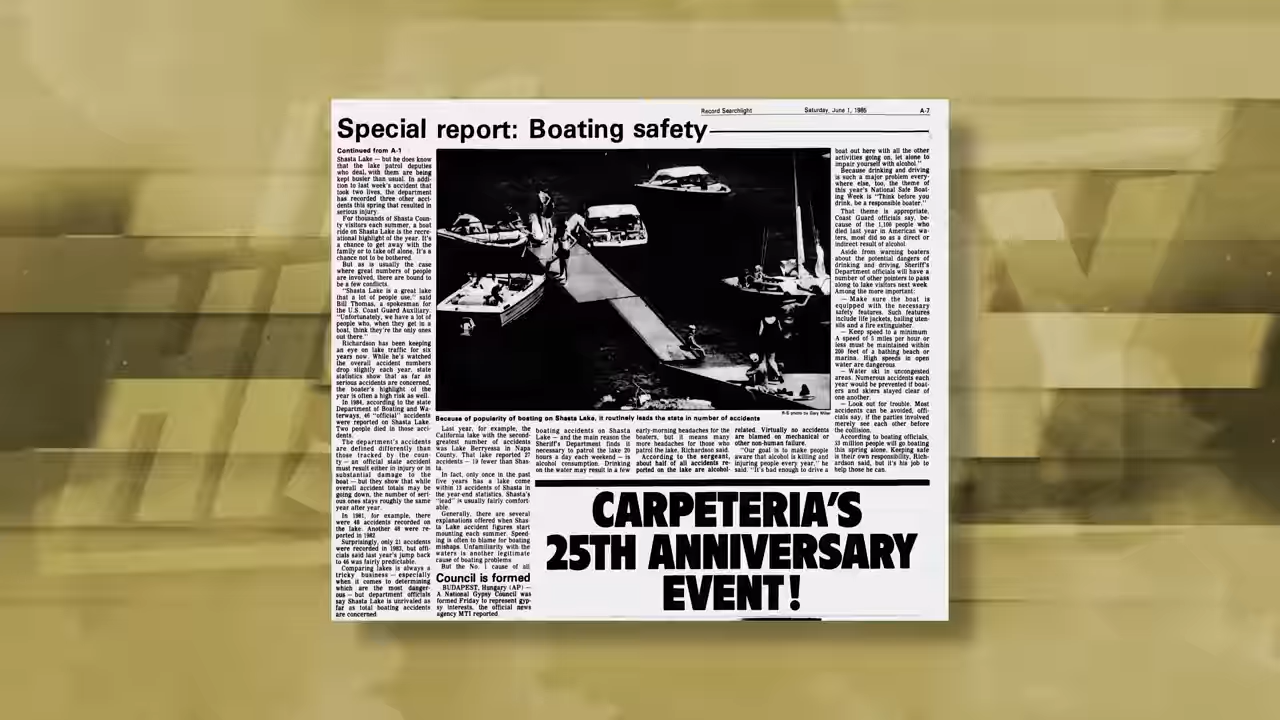 Record Searchlight Saturday, June 1, 1985 A-7
Special report: Boating safety
Continued from A-1
Shasta Lake — but he does know
that the lake patrol deputies
who deal with them are being
kept busier than usual. In addi-
tion to last week's accident that
took two lives, the department
has recorded three other acci-
dents this spring that resulted in
serious injury.
For thousands of Shasta Coun-
ty visitors each summer, a boat
ride on Shasta Lake is the recre-
ational highlight of the year. It's
a chance to get away with the
family or to take off alone. It's a
chance not to be bothered.
But as is usually the case
where great numbers of people
are involved, there are bound to
be a few conflicts.
"Shasta Lake is a great lake
that a lot of people use," said
Bill Thomas, a spokesman for
the U.S. Coast Guard Auxiliary.
"Unfortunately, we have a lot of
people who, when they get in a
boat, think they're the only ones
out there."
Richardson has been keeping
an eye on lake traffic for six
years now. While he's watched
the overall accident numbers
drop slightly each year, state
statistics show that as far as
serious accidents are concerned,
the boater's highlight of the
year is often a high risk as well.
In 1984, according to the state
Department of Boating and Wa-
terways, 46 "official" accidents
were reported on Shasta Lake.
Two people died in those acci-
dents.
The department's accidents
are defined differently than
those tracked by the coun-
ty — an official state accident
must result either in injury or in
substantial damage to the
boat — but they show that while
overall accident totals may be
going down, the number of seri-
ous ones stays roughly the same
year after year.
In 1981, for example, there
were 48 accidents recorded on
the lake. Another 48 were re-
ported in 1982.
Surprisingly, only 21 accidents
were recorded in 1983, but offi-
cials said last year's jump back
to 46 was fairly predictable.
Comparing lakes is always a
tricky business — especially
when it comes to determining
which are the most danger-
ous — but department officials
say Shasta Lake is unrivaled as
far as total boating accidents
are concerned.
R-S photo by Gary Miller
Because of popularity of boating on Shasta Lake, it routinely leads the state in number of accidents
Last year, for example, the
California lake with the second-
greatest number of accidents
was Lake Berryessa in Napa
County. That lake reported 27
accidents — 19 fewer than Shas-
ta.
In fact, only once in the past
five years has a lake come
within 13 accidents of Shasta in
the year-end statistics. Shasta's
"lead" is usually fairly comfort-
able.
Generally, there are several
explanations offered when Shas-
ta Lake accident figures start
mounting each summer. Speed-
ing is often to blame for boating
mishaps. Unfamiliarity with the
waters is another legitimate
cause of boating problems.
But the No. 1 cause of all
boating accidents on Shasta
Lake — and the main reason the
Sheriff's Department finds it
necessary to patrol the lake 20
hours a day each weekend — is
alcohol consumption. Drinking
on the water may result in a few
early-morning headaches for the
boaters, but it means many
more headaches for those who
patrol the lake, Richardson said.
According to the sergeant,
about half of all accidents re-
ported on the lake are alcohol-
related. Virtually no accidents
are blamed on mechanical or
other non-human failure.
"Our goal is to make people
aware that alcohol is killing and
injuring people every year," he
said. "It's bad enough to drive a
boat out here with all the other
activities going on, let alone to
impair yourself with alcohol."
Because drinking and driving
is such a major problem every-
where else, too, the theme of
this year's National Safe Boat-
ing Week is "Think before you
drink, be a responsible boater."
That theme is appropriate,
Coast Guard officials say, be-
cause of the 1,100 people who
died last year in American wa-
ters, most did so as a direct or
indirect result of alcohol.
Aside from warning boaters
about the potential dangers of
drinking and driving, Sheriff's
Department officials will have a
number of other pointers to pass
along to lake visitors next week.
Among the more important:
— Make sure the boat is
equipped with the necessary
safety features. Such features
include life jackets, bailing uten-
sils and a fire extinguisher.
— Keep speed to a minimum.
A speed of 5 miles per hour or
less must be maintained within
200 feet of a bathing beach or
marina. High speeds in open
water are dangerous.
— Water ski in uncongested
areas. Numerous accidents each
year would be prevented if boat-
ers and skiers stayed clear of
one another.
— Look out for trouble. Most
accidents can be avoided, offi-
cials say, if the parties involved
merely see each other before
the collision.
According to boating officials,
13 million people will go boating
this spring alone. Keeping safe
is their own responsibility, Rich-
ardson said, but it's his job to
help those he can.
Council is formed
BUDAPEST, Hungary (AP) —
A National Gypsy Council was
formed Friday to represent gyp-
sy interests, the official news
agency MTI reported.
CARPETERIA'S
25TH ANNIVERSARY
EVENT!